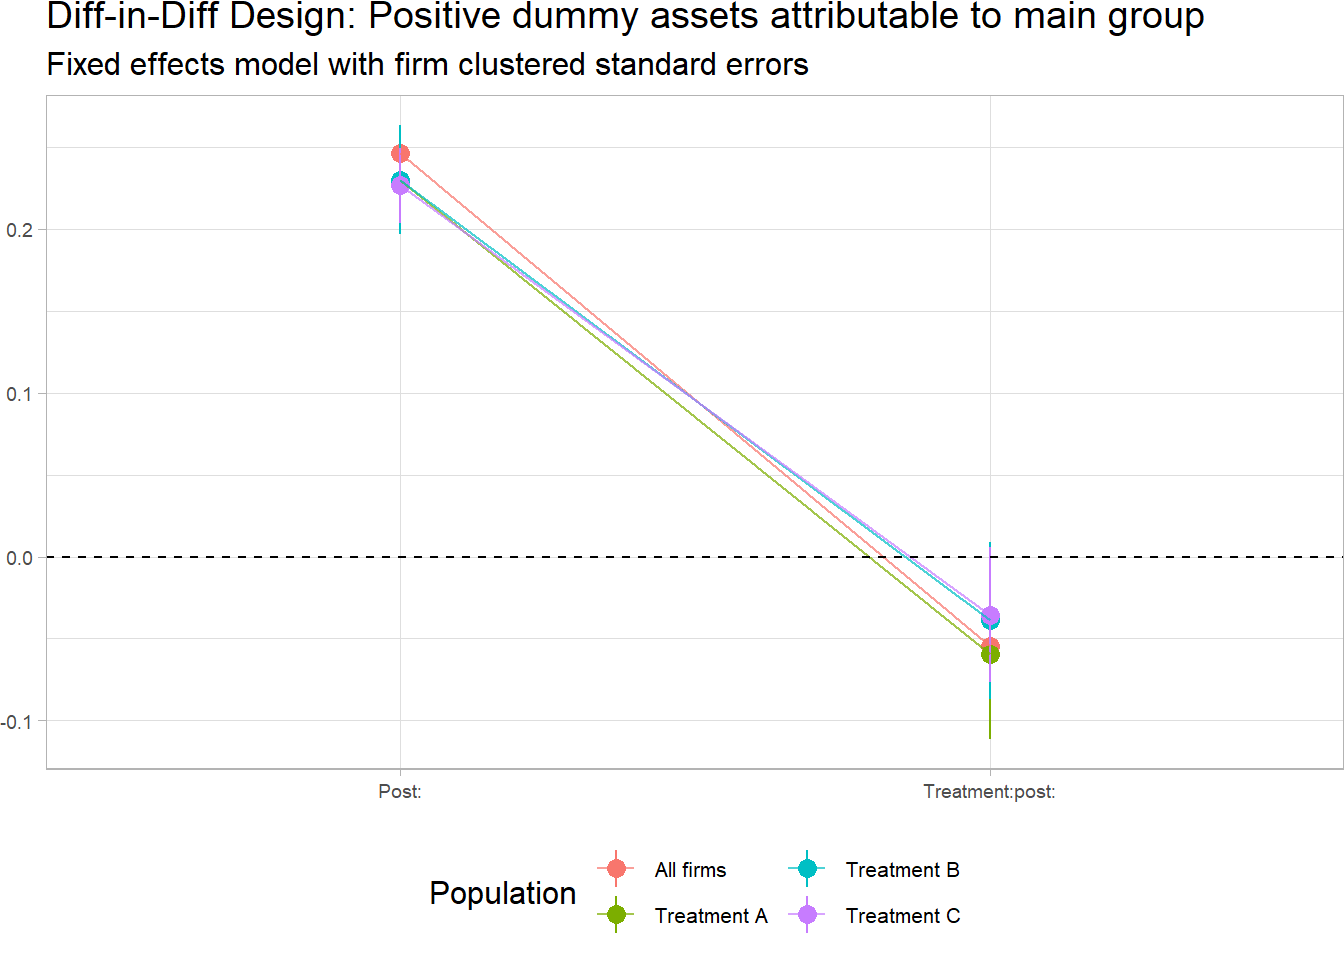 Diff-in-Diff Design: Positive dummy assets attributable to main group
Fixed effects model with firm clustered standard errors
0.2
0.1
0.0
-0.1
Post:
Treatment:post:
Population
All firms
Treatment B
Treatment A
Treatment C